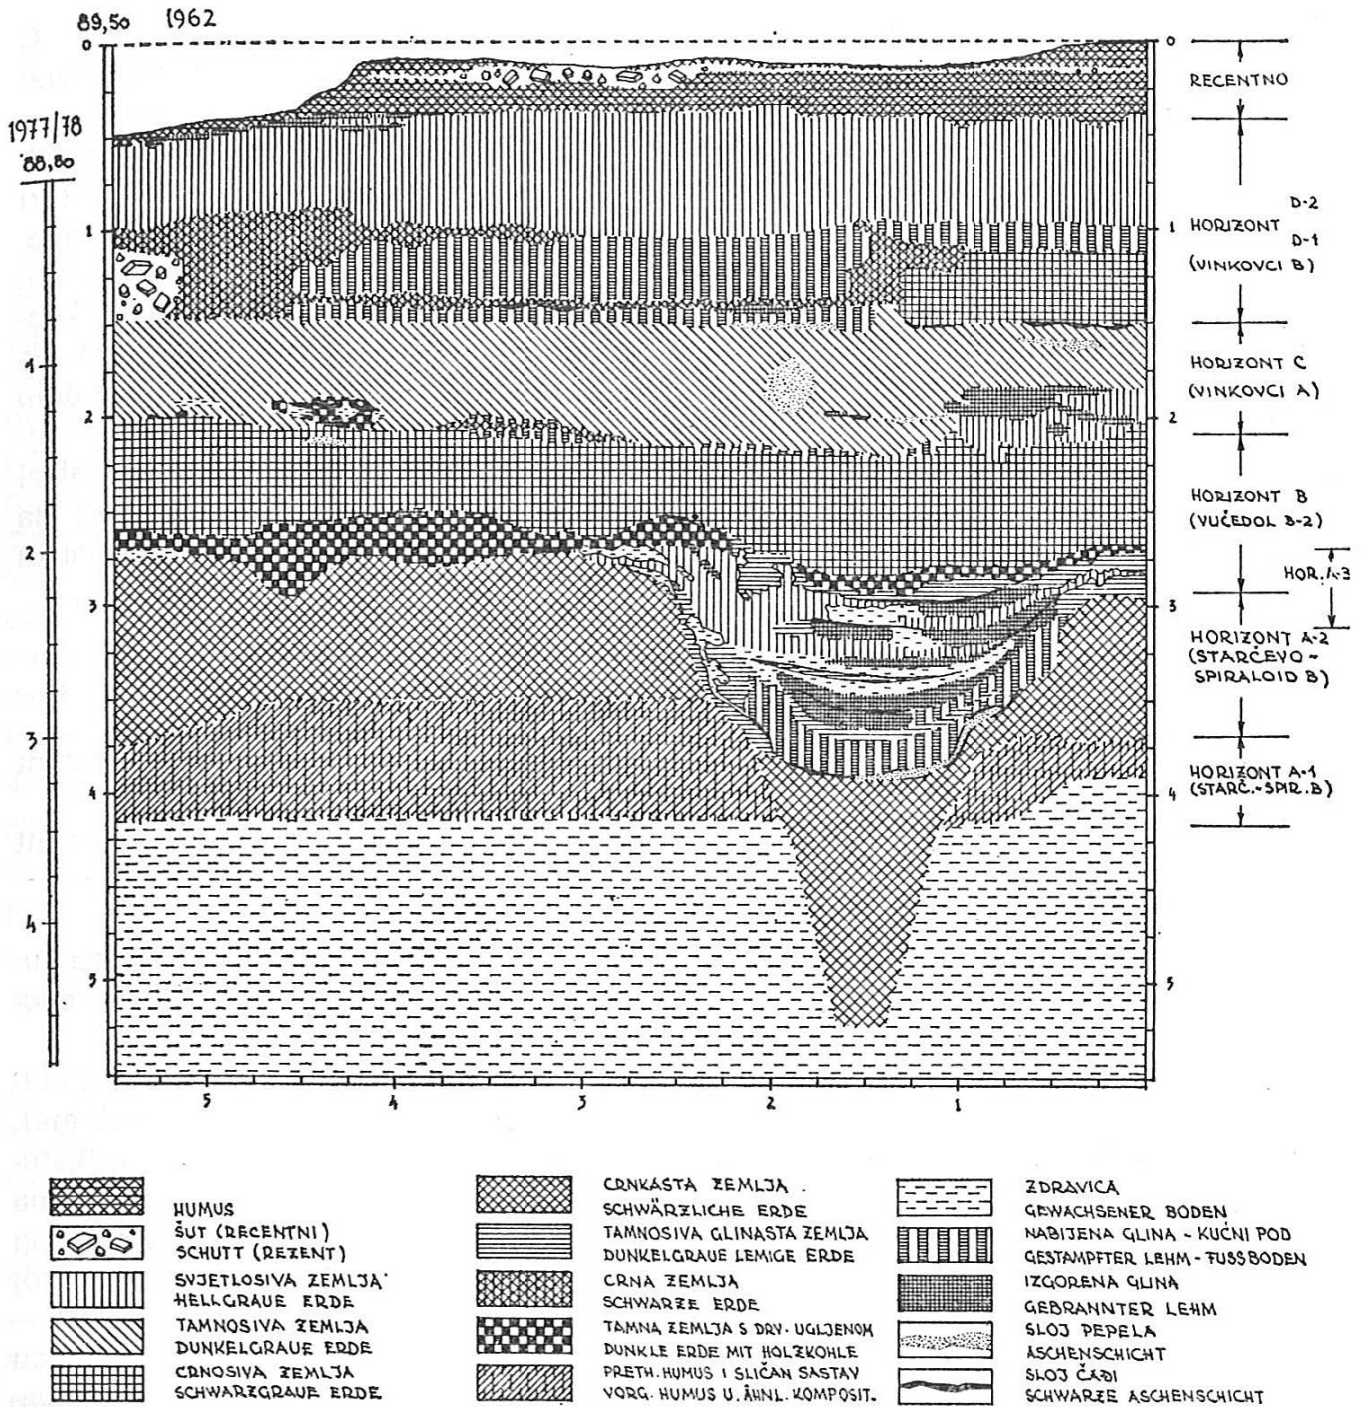 89,50 1962
0
1977/78
88,80
1
2
3
4
5
1
2
3
4
0
1
2
3
4
5
5
4
3
2
1
RECENTNO
D-2
HORIZONT
D-1
(VINKOVCI B)
HORIZONT C
(VINKOVCI A)
HORIZONT B
(VUČEDOL B-2)
HOR. A-3
HORIZONT A-2
(STARČEVO-
SPIRALOID B)
HORIZONT A-1
(STARČ.-SPIR.B)
HUMUS
ŠUT (RECENTNI)
SCHUTT (REZENT)
SVJETLOSIVA ZEMLJA
HELLGRAUE ERDE
TAMNOSIVA ZEMLJA
DUNKELGRAUE ERDE
CRNOSIVA ZEMLJA
SCHWARZGRAUE ERDE
CRNKASTA ZEMLJA
SCHWÄRZLICHE ERDE
TAMNOSIVA GLINASTA ZEMLJA
DUNKELGRAUE LEMIGE ERDE
CRNA ZEMLJA
SCHWARZE ERDE
TAMNA ZEMLJA S DRV. UGLJENOM
DUNKLE ERDE MIT HOLZKOHLE
PRETH. HUMUS I SLIČAN SASTAV
VORG. HUMUS U. ÄHNL. KOMPOSIT.
ZDRAVICA
GEWACHSENER BODEN
NABIJENA GLINA - KUĆNI POD
GESTAMPFTER LEHM - FUSSBODEN
IZGORENA GLINA
GEBRANNTER LEHM
SLOJ PEPELA
ASCHENSCHICHT
SLOJ ČAĐI
SCHWARZE ASCHENSCHICHT